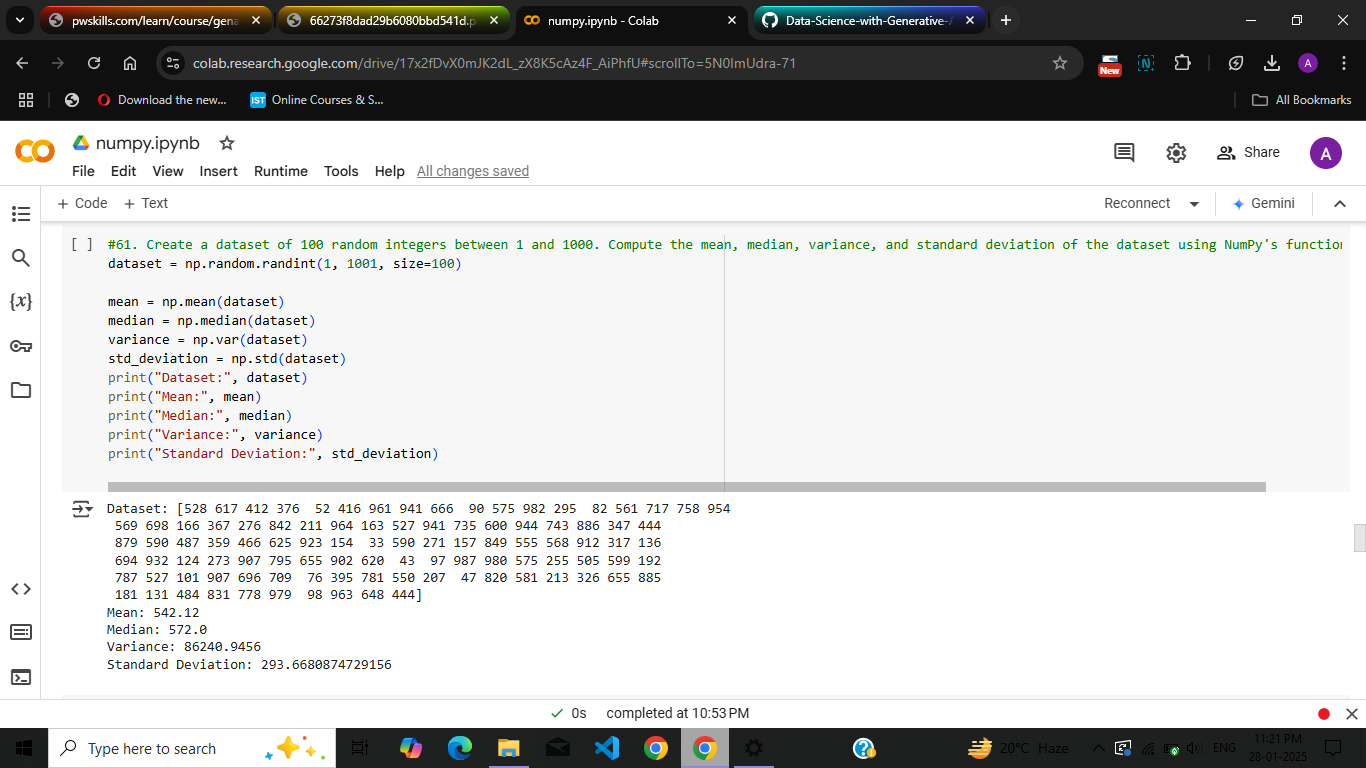 pwskills.com/learn/course/gena
66273f8dad29b6080bbd541d.p
numpy.ipynb - Colab
Data-Science-with-Generative-A
colab.research.google.com/drive/17x2fDvX0mJK2dL_zX8K5cAz4F_AiPhfU#scrollTo=5N0ImUdra-71
New
N
A
Download the new...
IST
Online Courses & S...
All Bookmarks
numpy.ipynb
File Edit View Insert Runtime Tools Help All changes saved
Share
A
+ Code + Text
Reconnect
Gemini
{x}
[ ] #61. Create a dataset of 100 random integers between 1 and 1000. Compute the mean, median, variance, and standard deviation of the dataset using NumPy's function
dataset = np.random.randint(1, 1001, size=100)
mean = np.mean(dataset)
median = np.median(dataset)
variance = np.var(dataset)
std_deviation = np.std(dataset)
print("Dataset:", dataset)
print("Mean:", mean)
print("Median:", median)
print("Variance:", variance)
print("Standard Deviation:", std_deviation)
Dataset: [528 617 412 376  52 416 961 941 666  90 575 982 295  82 561 717 758 954
569 698 166 367 276 842 211 964 163 527 941 735 600 944 743 886 347 444
879 590 487 359 466 625 923 154  33 590 271 157 849 555 568 912 317 136
694 932 124 273 907 795 655 902 620  43  97 987 980 575 255 505 599 192
787 527 101 907 696 709  76 395 781 550 207  47 820 581 213 326 655 885
181 131 484 831 778 979  98 963 648 444]
Mean: 542.12
Median: 572.0
Variance: 86240.9456
Standard Deviation: 293.6680874729156
0s completed at 10:53 PM
Type here to search
20°C Haze
ENG
11:21 PM
28-01-2025